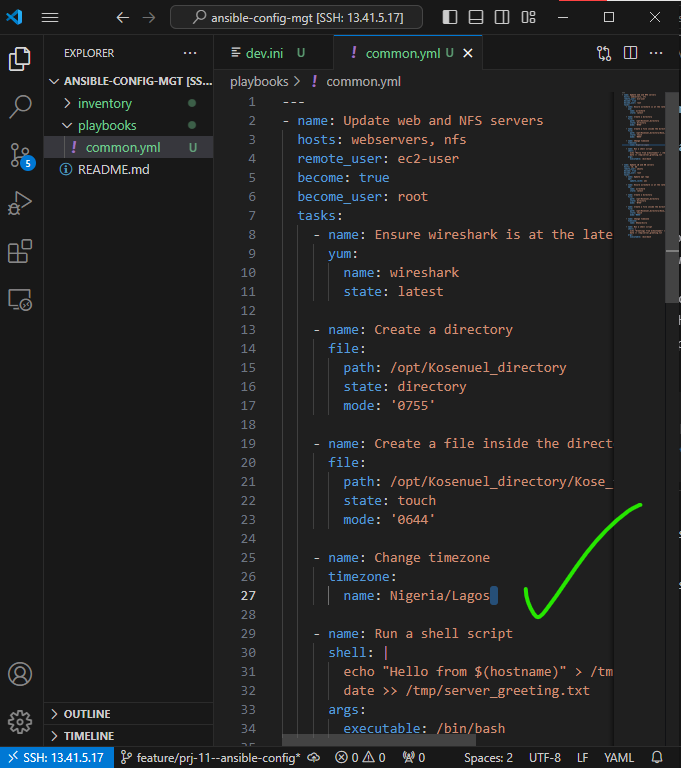 ansible-config-mgt [SSH: 13.41.5.17]
EXPLORER
ANSIBLE-CONFIG-MGT [SS...
inventory
playbooks
! common.yml U
README.md
5
OUTLINE
TIMELINE
dev.ini U
! common.yml U
playbooks > ! common.yml
1 ---
2 - name: Update web and NFS servers
3 hosts: webservers, nfs
4 remote_user: ec2-user
5 become: true
6 become_user: root
7 tasks:
8 - name: Ensure wireshark is at the late
9 yum:
10 name: wireshark
11 state: latest
12
13 - name: Create a directory
14 file:
15 path: /opt/Kosenuel_directory
16 state: directory
17 mode: '0755'
18
19 - name: Create a file inside the direct
20 file:
21 path: /opt/Kosenuel_directory/Kose_
22 state: touch
23 mode: '0644'
24
25 - name: Change timezone
26 timezone:
27 name: Nigeria/Lagos
28
29 - name: Run a shell script
30 shell: |
31 echo "Hello from $(hostname)" > /tm
32 date >> /tmp/server_greeting.txt
33 args:
34 executable: /bin/bash
SSH: 13.41.5.17 feature/prj-11--ansible-config* 0 0 0 Spaces: 2 UTF-8 LF YAML